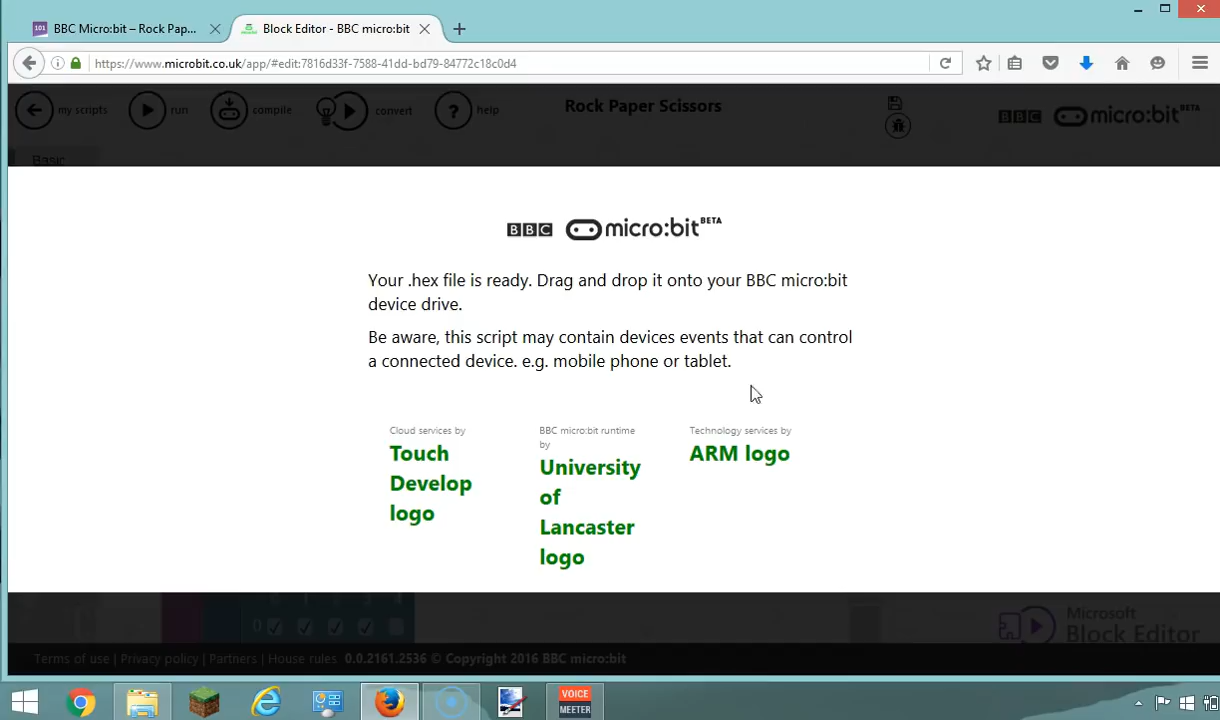 101 BBC Micro:bit – Rock Pap...
Block Editor - BBC micro:bit
https://www.microbit.co.uk/app/#edit:7816d33f-7588-41dd-bd79-84772c18c0d4
my scripts
run
compile
convert
help
Rock Paper Scissors
BBC micro:bit BETA
Basic
BBC micro:bit BETA
Your .hex file is ready. Drag and drop it onto your BBC micro:bit
device drive.
Be aware, this script may contain devices events that can control
a connected device. e.g. mobile phone or tablet.
Cloud services by
Touch
Develop
logo
BBC micro:bit runtime
by
University
of
Lancaster
logo
Technology services by
ARM logo
0
Microsoft
Block Editor
Terms of use | Privacy policy | Partners | House rules 0.0.2161.2536 © Copyright 2016 BBC micro:bit
VOICE
MEETER